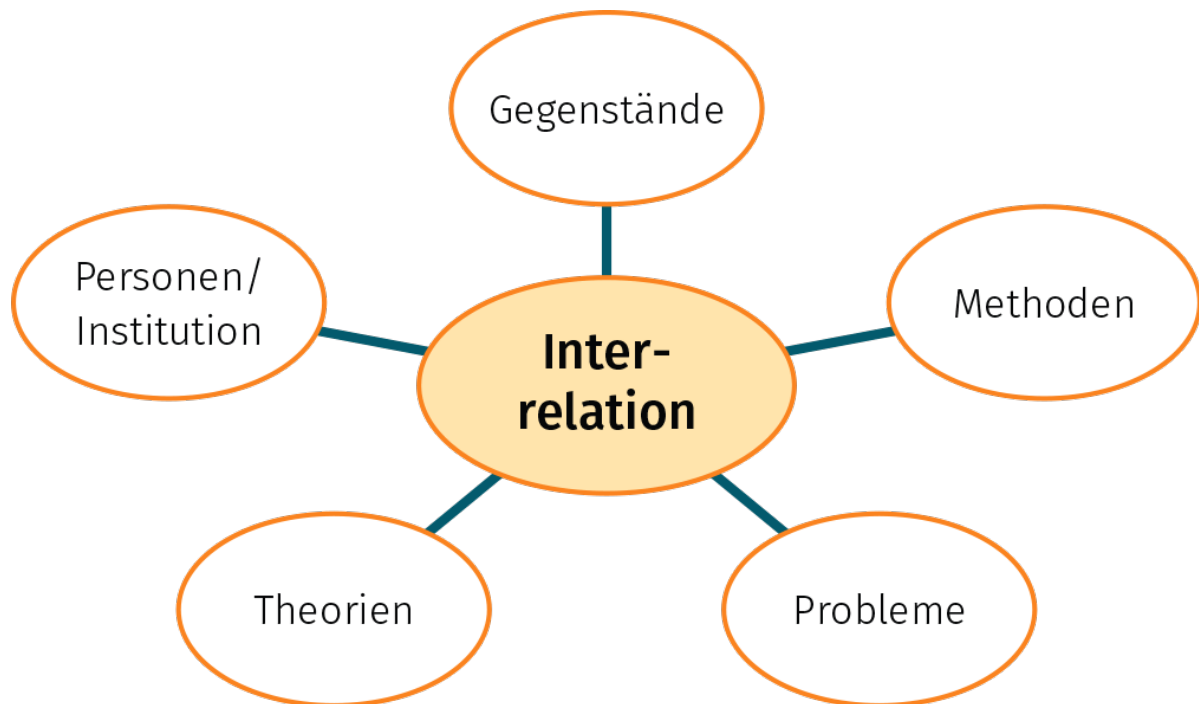 Gegenstände
Personen/
Institution
Methoden
Inter-
relation
Theorien
Probleme